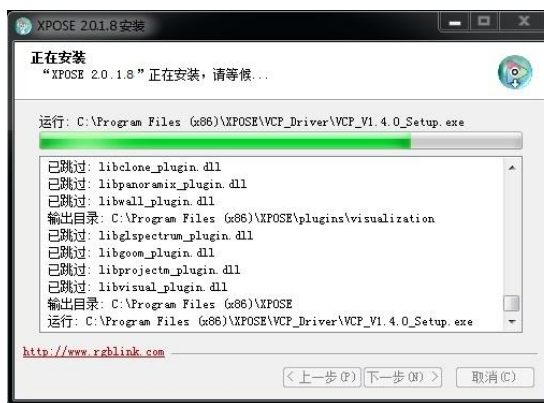 XPOSE 2.0.1.8 安装
正在安装
“XPOSE 2.0.1.8”正在安装，请等候...
运行: C:\Program Files (x86)\XPOSE\VCP_Driver\VCP_V1.4.0_Setup.exe
已跳过: libclone_plugin.dll
已跳过: libpanoramix_plugin.dll
已跳过: libwall_plugin.dll
输出目录: C:\Program Files (x86)\XPOSE\plugins\visualization
已跳过: libglspectrum_plugin.dll
已跳过: libgoom_plugin.dll
已跳过: libprojectm_plugin.dll
已跳过: libvisual_plugin.dll
输出目录: C:\Program Files (x86)\XPOSE
运行: C:\Program Files (x86)\XPOSE\VCP_Driver\VCP_V1.4.0_Setup.exe
http://www.rgblink.com
< 上一步(P) 下一步(N) > 取消(C)